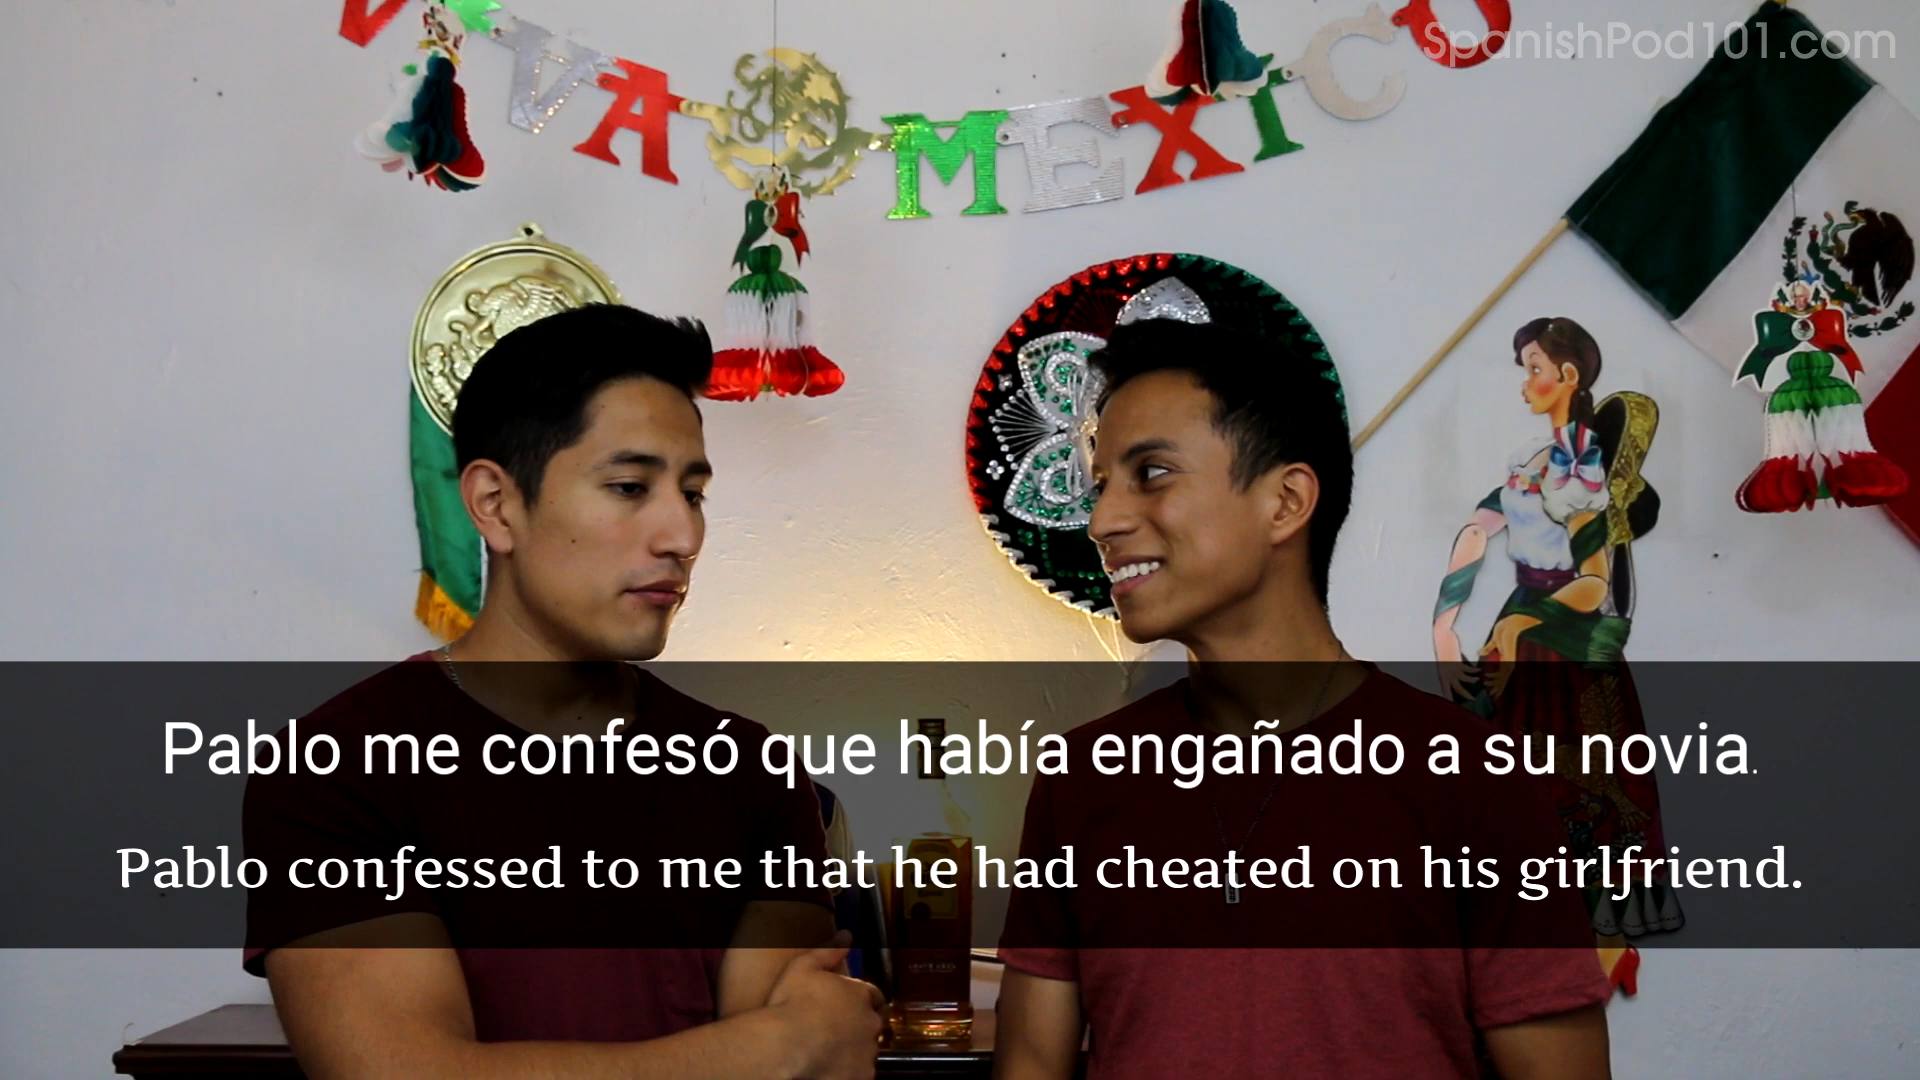 SpanishPod101.com
VA MEXICO
Pablo me confesó que había engañado a su novia.
Pablo confessed to me that he had cheated on his girlfriend.